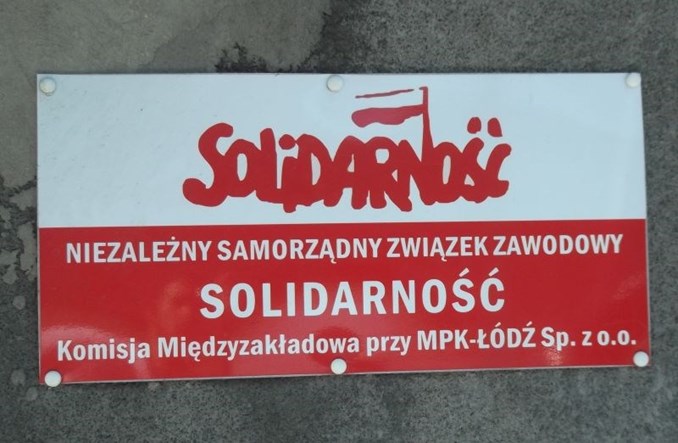 SOLiDARNOŚĆ
NIEZALEŻNY SAMORZĄDNY ZWIĄZEK ZAWODOWY
SOLIDARNOŚĆ
Komisja Międzyzakładowa przy MPK-ŁÓDŹ Sp. z o.o.